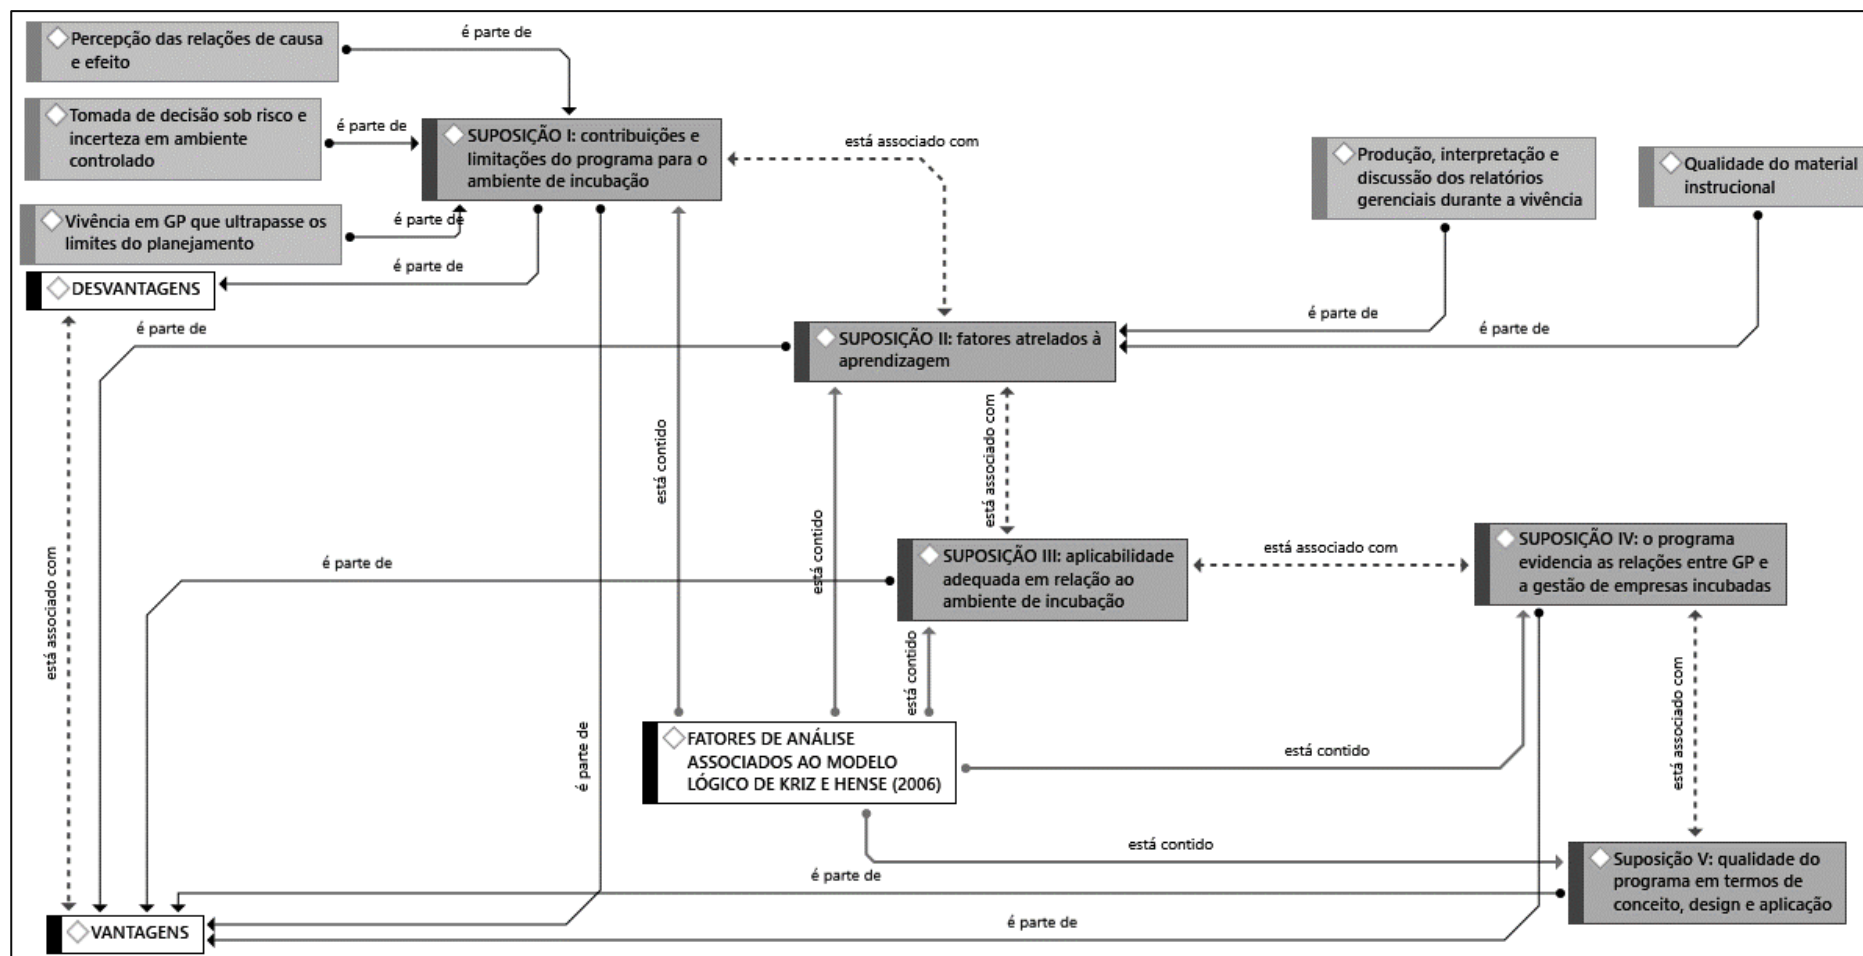 Percepção das relações de causa
e efeito
é parte de
Tomada de decisão sob risco e
incerteza em ambiente
controlado
é parte de
SUPOSIÇÃO I: contribuições e
limitações do programa para o
ambiente de incubação
está associado com
Produção, interpretação e
discussão dos relatórios
gerenciais durante a vivência
Qualidade do material
instrucional
Vivência em GP que ultrapasse os
limites do planejamento
é parte de
é parte de
DESVANTAGENS
é parte de
é parte de
é parte de
SUPOSIÇÃO II: fatores atrelados à
aprendizagem
está contido
está contido
está associado com
está associado com
é parte de
SUPOSIÇÃO III: aplicabilidade
adequada em relação ao
ambiente de incubação
está associado com
SUPOSIÇÃO IV: o programa
evidencia as relações entre GP e
a gestão de empresas incubadas
está contido
está associado com
é parte de
FATORES DE ANÁLISE
ASSOCIADOS AO MODELO
LÓGICO DE KRIZ E HENSE (2006)
está contido
está contido
é parte de
Suposição V: qualidade do
programa em termos de
conceito, design e aplicação
é parte de
VANTAGENS